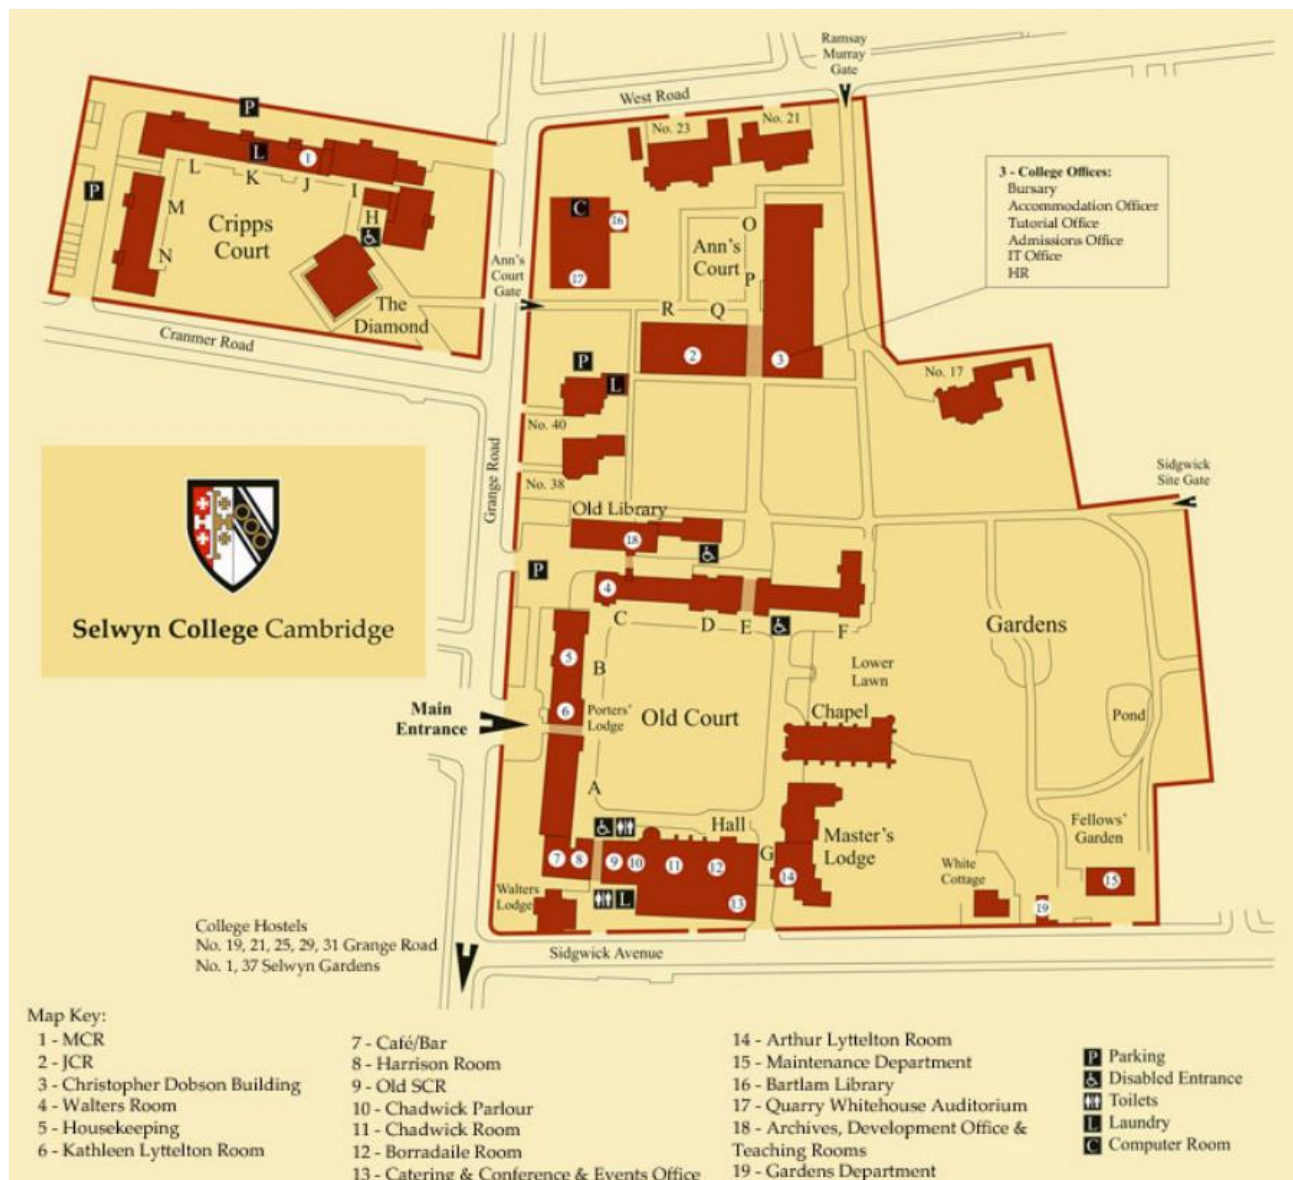 Ramsay
Murray
Gate
West Road
No. 23
No. 21
P
L
1
L
K
J
I
P
M
N
H
Cripps
Court
The
Diamond
Cranmer Road
C
16
17
Ann's
Court
Gate
O
Ann's
Court
P
R
Q
2
3
3 - College Offices:
Bursary
Accommodation Officer
Tutorial Office
Admissions Office
IT Office
HR
P
L
No. 40
No. 38
No. 17
Grange Road
Sidgwick
Site Gate
Selwyn College Cambridge
Old Library
18
P
4
C
D
E
F
Gardens
5
B
6
Porters'
Lodge
Main
Entrance
Old Court
Lower
Lawn
Chapel
Pond
A
Hall
G
Master's
Lodge
Fellows'
Garden
White
Cottage
7
8
9
10
11
12
13
14
15
19
Walters
Lodge
L
College Hostels
No. 19, 21, 25, 29, 31 Grange Road
No. 1, 37 Selwyn Gardens
Sidgwick Avenue
Map Key:
1 - MCR
2 - JCR
3 - Christopher Dobson Building
4 - Walters Room
5 - Housekeeping
6 - Kathleen Lyttelton Room
7 - Café/Bar
8 - Harrison Room
9 - Old SCR
10 - Chadwick Parlour
11 - Chadwick Room
12 - Borradaile Room
13 - Catering & Conference & Events Office
14 - Arthur Lyttelton Room
15 - Maintenance Department
16 - Bartlam Library
17 - Quarry Whitehouse Auditorium
18 - Archives, Development Office &
Teaching Rooms
19 - Gardens Department
P Parking
Disabled Entrance
Toilets
L Laundry
C Computer Room